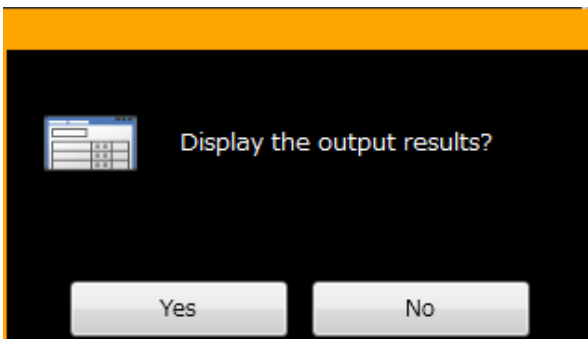 Display the output results?
Yes
No